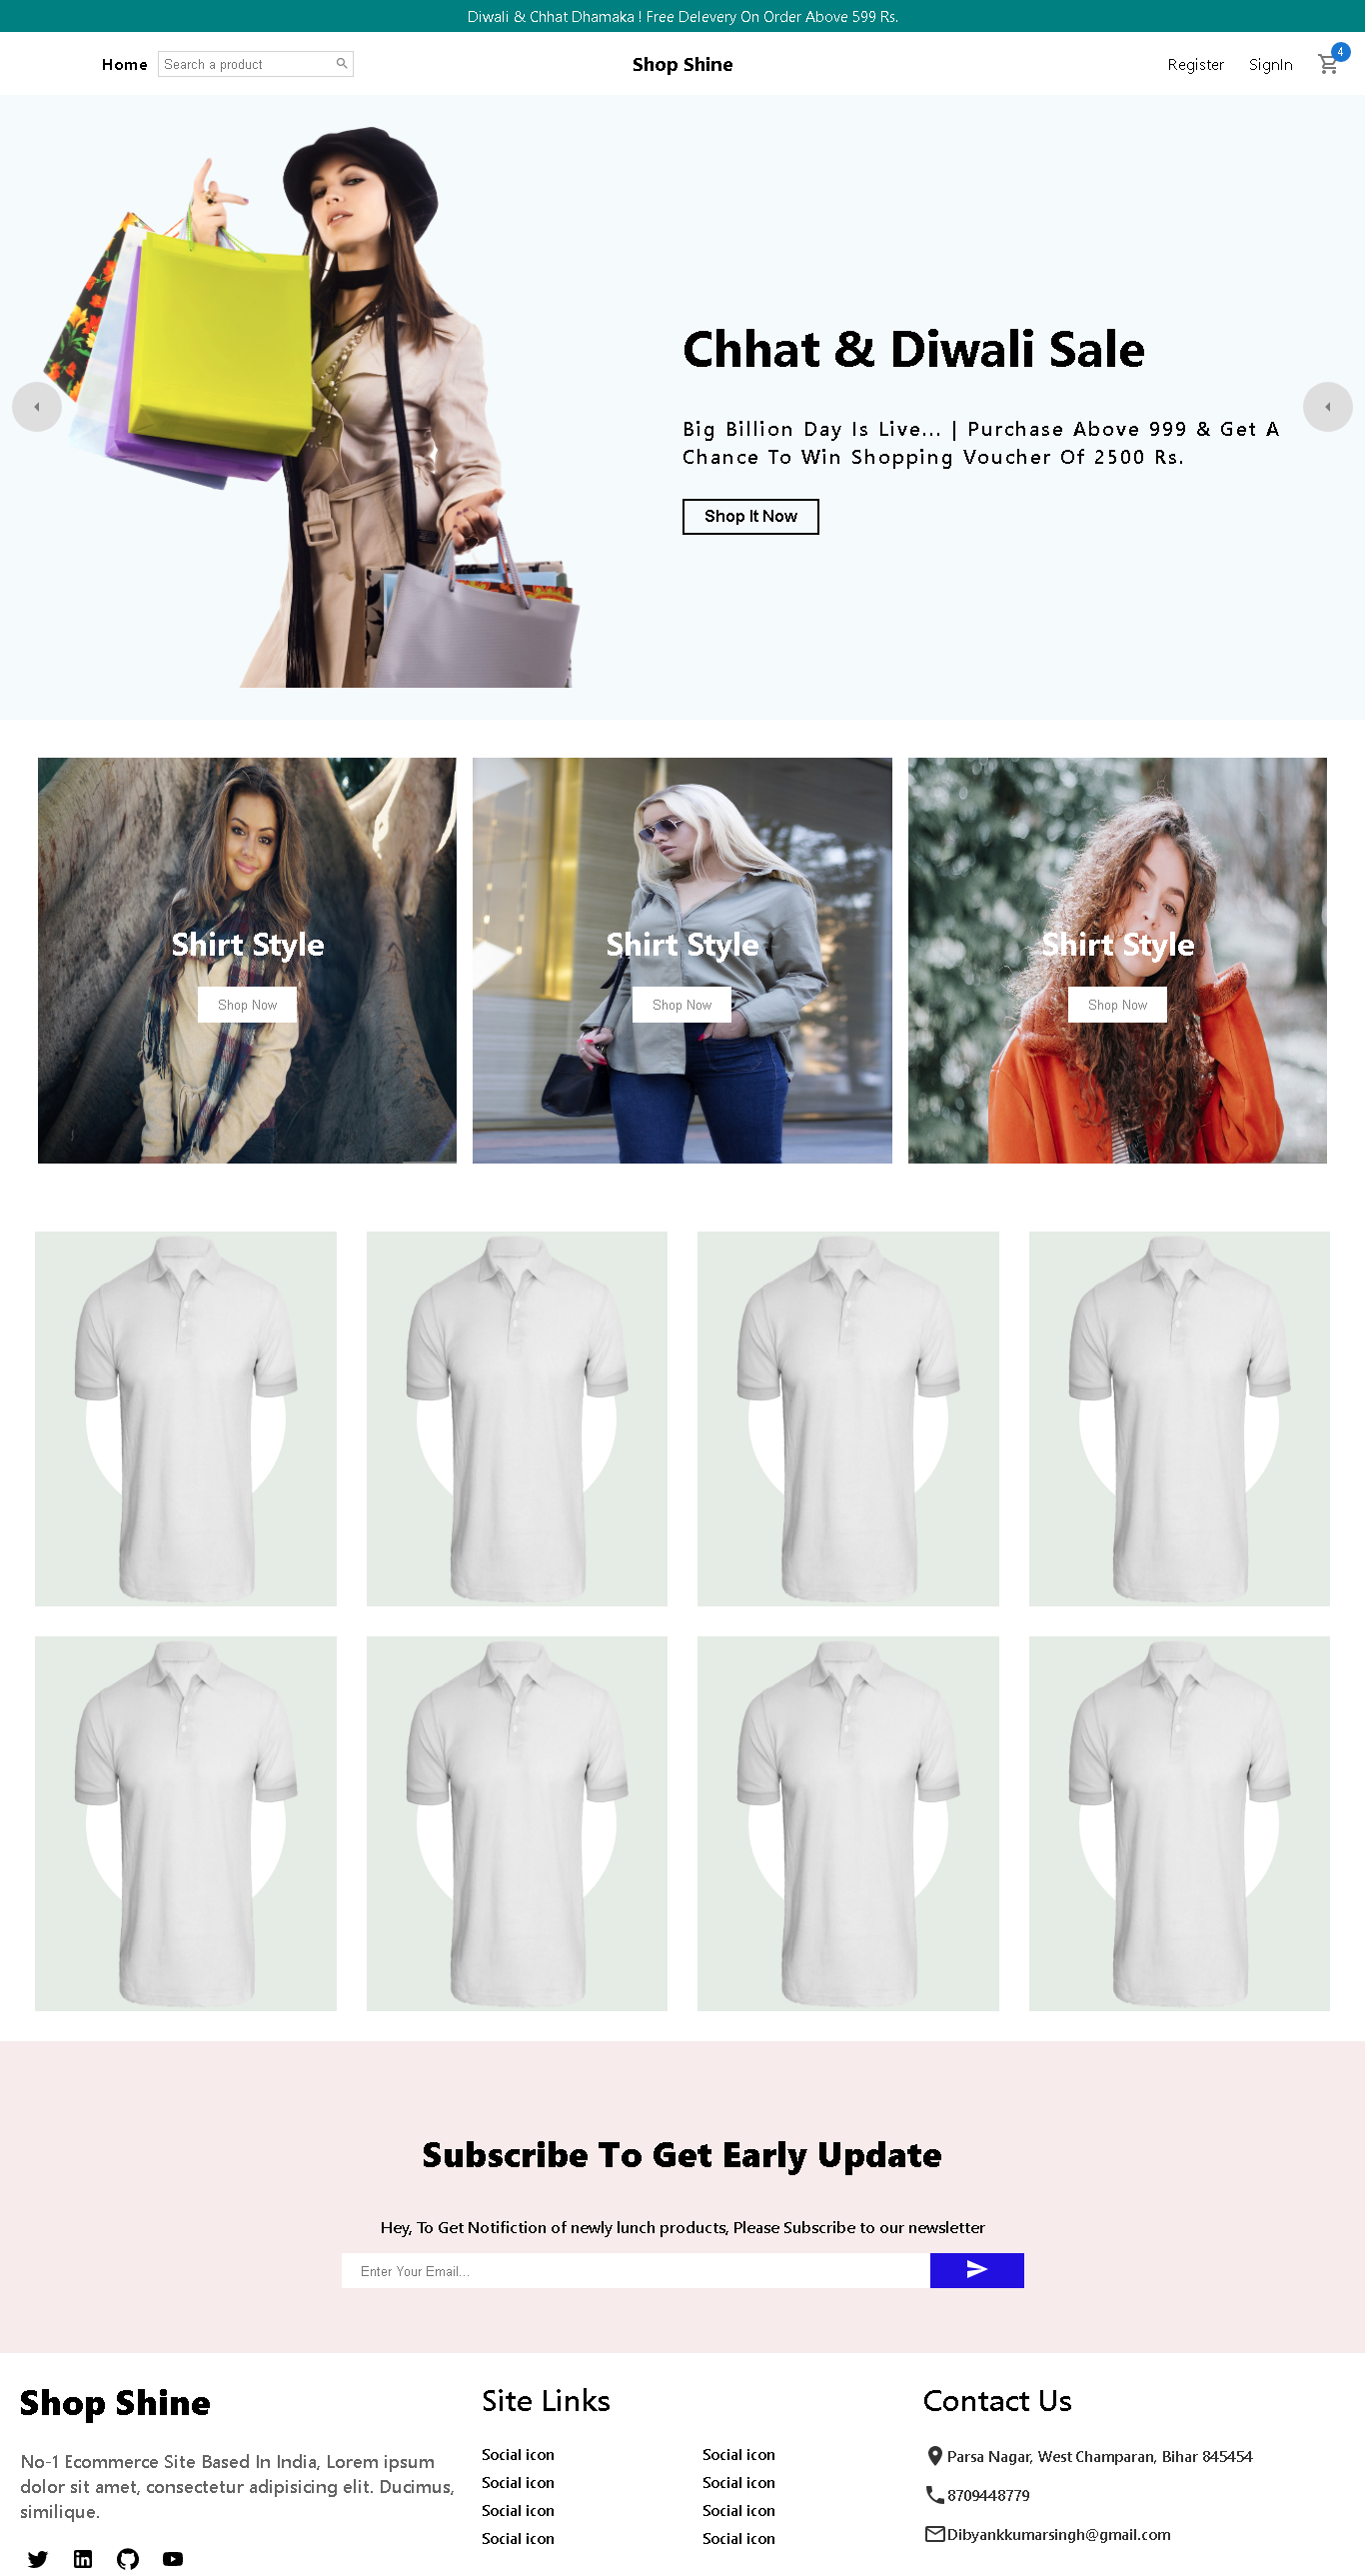 Diwali & Chhat Dhamaka ! Free Delevery On Order Above 599 Rs.
Home
Search a product
Shop Shine
Register
SignIn
4
Chhat & Diwali Sale
Big Billion Day Is Live... | Purchase Above 999 & Get A
Chance To Win Shopping Voucher Of 2500 Rs.
Shop It Now
Shirt Style
Shop Now
Shirt Style
Shop Now
Shirt Style
Shop Now
Subscribe To Get Early Update
Hey, To Get Notifiction of newly lunch products, Please Subscribe to our newsletter
Enter Your Email...
Shop Shine
No-1 Ecommerce Site Based In India, Lorem ipsum
dolor sit amet, consectetur adipisicing elit. Ducimus,
similique.
Site Links
Social icon
Social icon
Social icon
Social icon
Social icon
Social icon
Social icon
Social icon
Contact Us
Parsa Nagar, West Champaran, Bihar 845454
8709448779
Dibyankkumarsingh@gmail.com